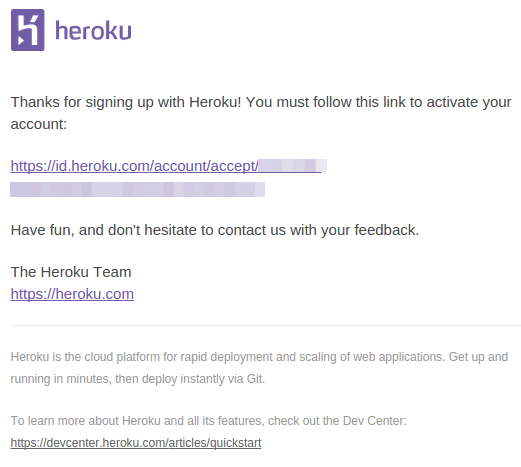 heroku
Thanks for signing up with Heroku! You must follow this link to activate your
account:
https://id.heroku.com/account/accept/
Have fun, and don't hesitate to contact us with your feedback.
The Heroku Team
https://heroku.com
Heroku is the cloud platform for rapid deployment and scaling of web applications. Get up and
running in minutes, then deploy instantly via Git.
To learn more about Heroku and all its features, check out the Dev Center:
https://devcenter.heroku.com/articles/quickstart